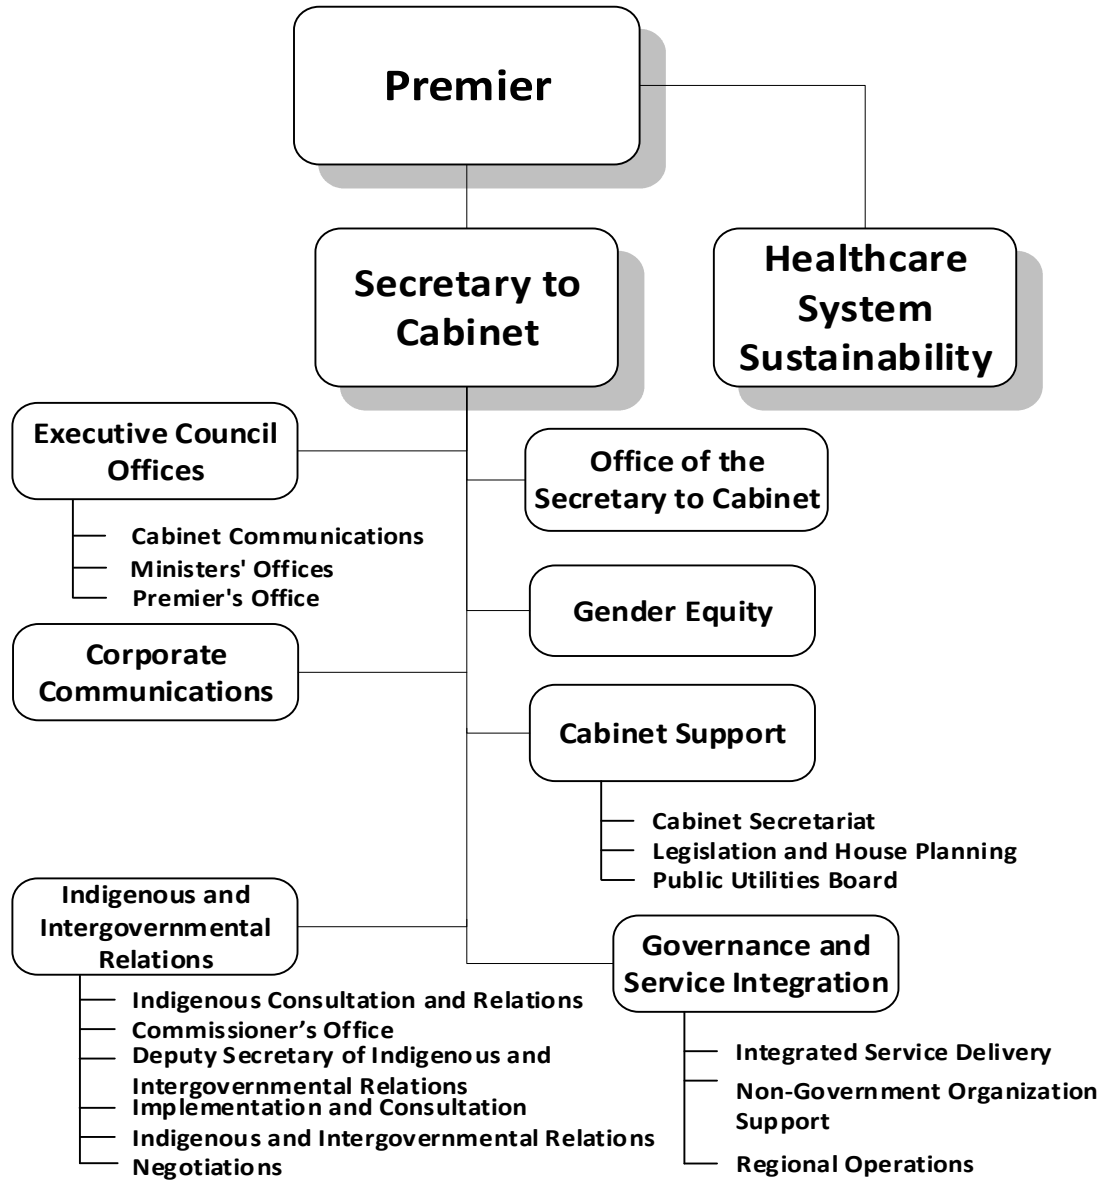 Premier
Secretary to
Cabinet
Healthcare
System
Sustainability
Executive Council
Offices
Cabinet Communications
Ministers' Offices
Premier's Office
Office of the
Secretary to Cabinet
Gender Equity
Corporate
Communications
Cabinet Support
Cabinet Secretariat
Legislation and House Planning
Public Utilities Board
Indigenous and
Intergovernmental
Relations
Indigenous Consultation and Relations
Commissioner’s Office
Deputy Secretary of Indigenous and
Intergovernmental Relations
Implementation and Consultation
Indigenous and Intergovernmental Relations
Negotiations
Governance and
Service Integration
Integrated Service Delivery
Non-Government Organization
Support
Regional Operations